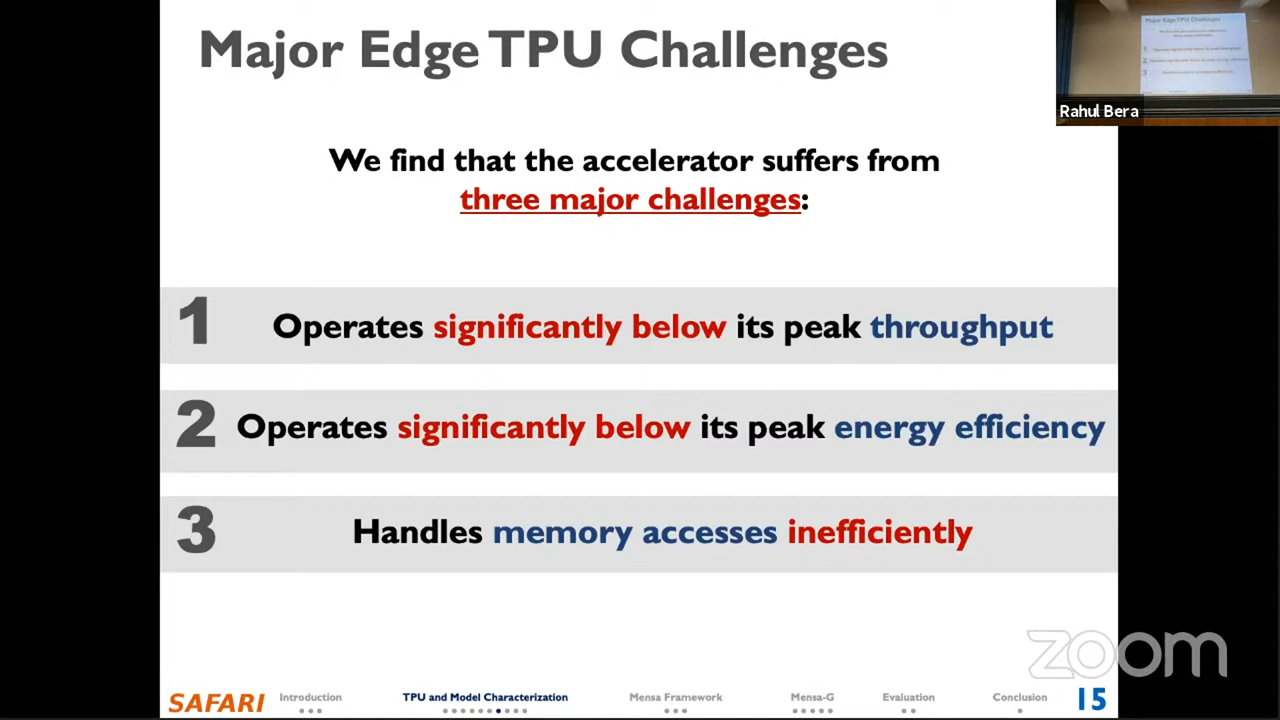 Major Edge TPU Challenges
Rahul Bera
We find that the accelerator suffers from
three major challenges:
1 Operates significantly below its peak throughput
2 Operates significantly below its peak energy efficiency
3 Handles memory accesses inefficiently
zoom
SAFARI Introduction TPU and Model Characterization Mensa Framework Mensa-G Evaluation Conclusion 15